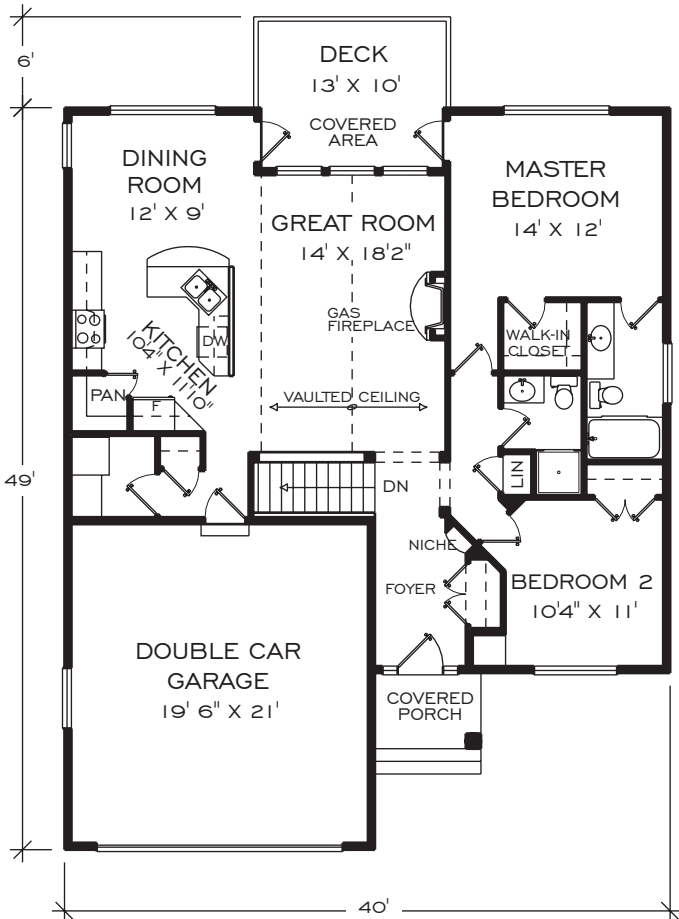 6'
DECK
13' X 10'
COVERED
AREA
DINING
ROOM
12' X 9'
MASTER
BEDROOM
14' X 12'
GREAT ROOM
14' X 18'2"
GAS
FIREPLACE
WALK-IN
CLOSET
KITCHEN
10'4" X 11'10"
DW
PAN
F
VAULTED CEILING
49'
LIN
DN
NICHE
FOYER
BEDROOM 2
10'4" X 11'
DOUBLE CAR
GARAGE
19' 6" X 21'
COVERED
PORCH
40'